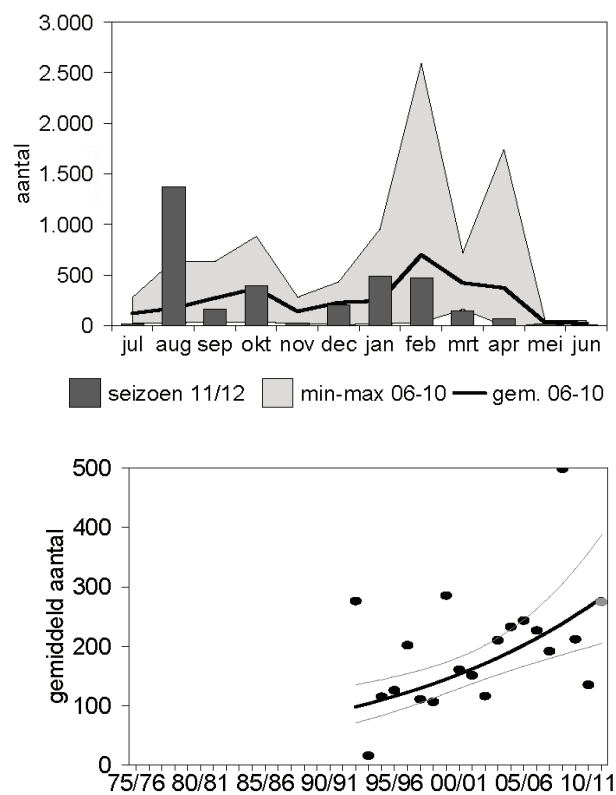 3.000
2.500
2.000
1.500
1.000
500
0
aantal
jul aug sep okt nov dec jan feb mrt apr mei jun
seizoen 11/12 min-max 06-10 gem. 06-10
500
400
300
200
100
0
gemiddeld aantal
75/76 80/81 85/86 90/91 95/96 00/01 05/06 10/11